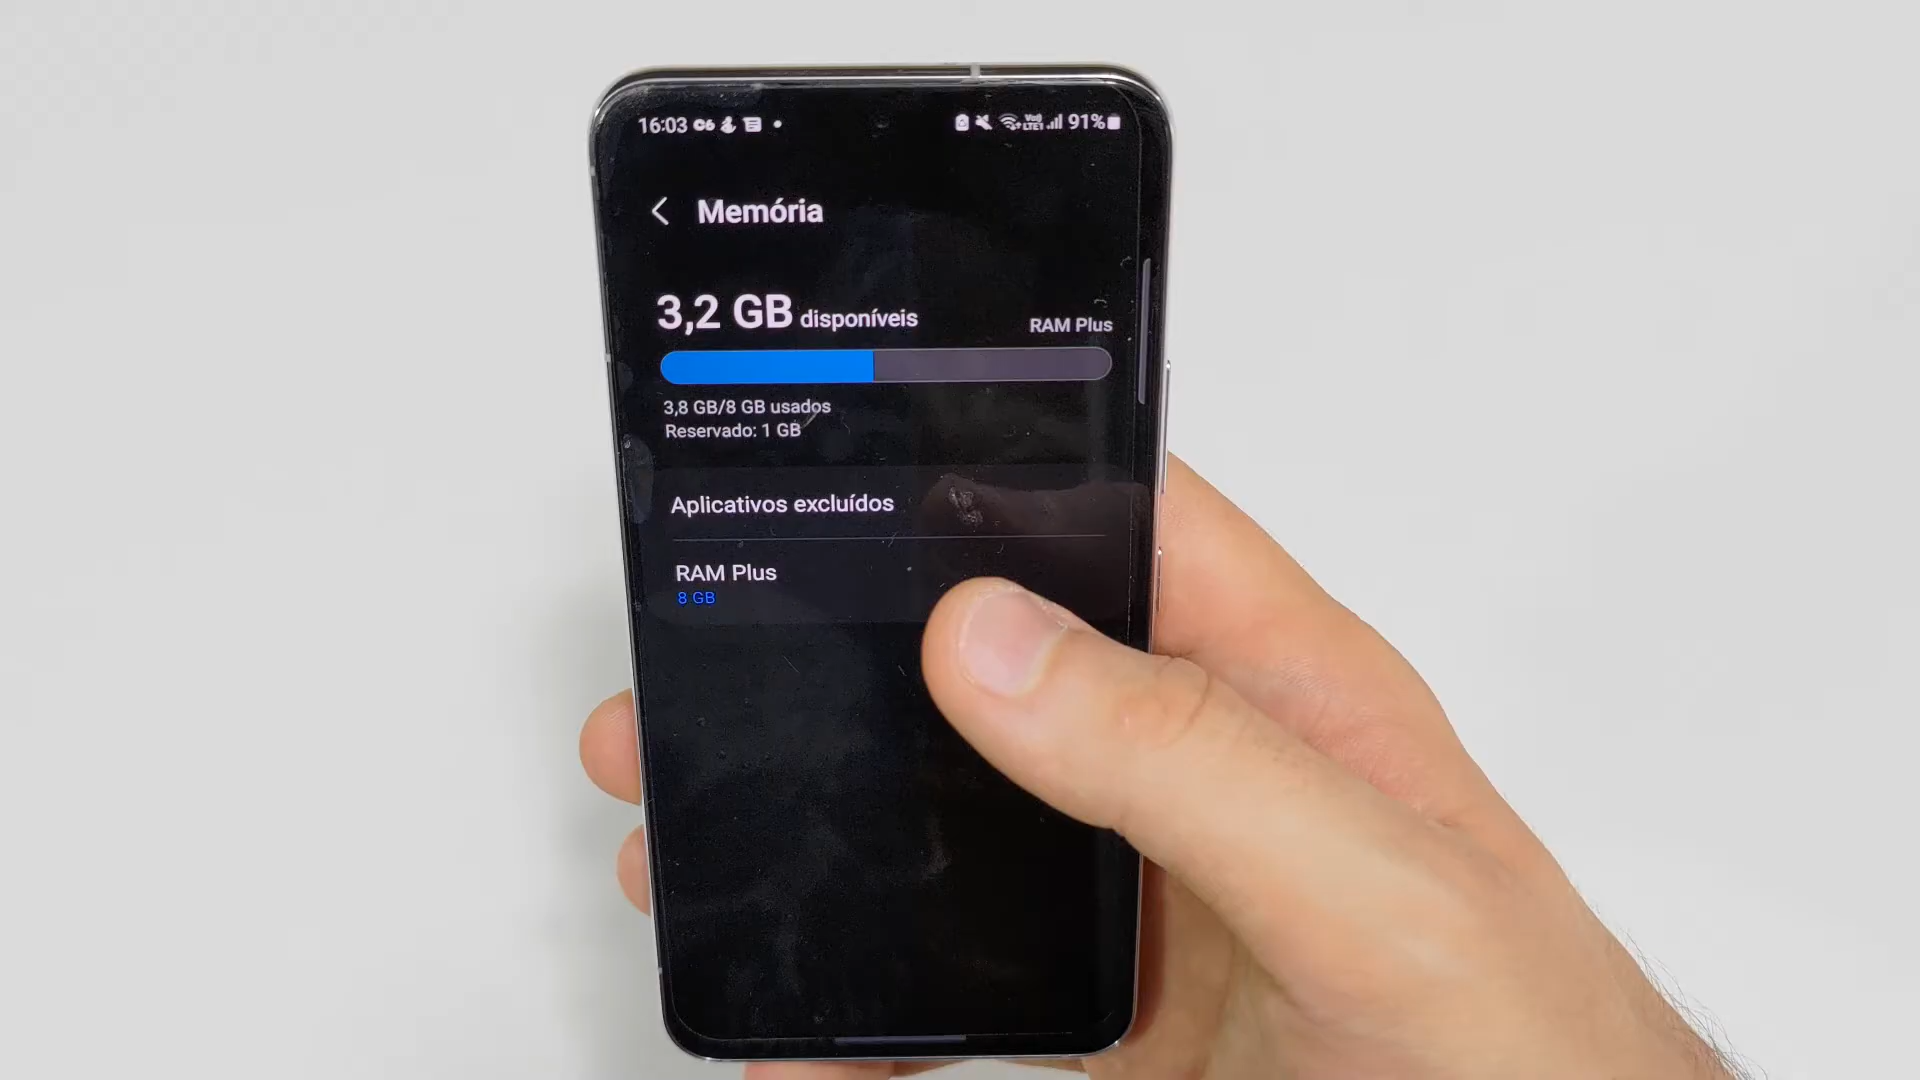 16:03 C6 91%
Memória
3,2 GB disponíveis
RAM Plus
3,8 GB/8 GB usados
Reservado: 1 GB
Aplicativos excluídos
RAM Plus
8 GB